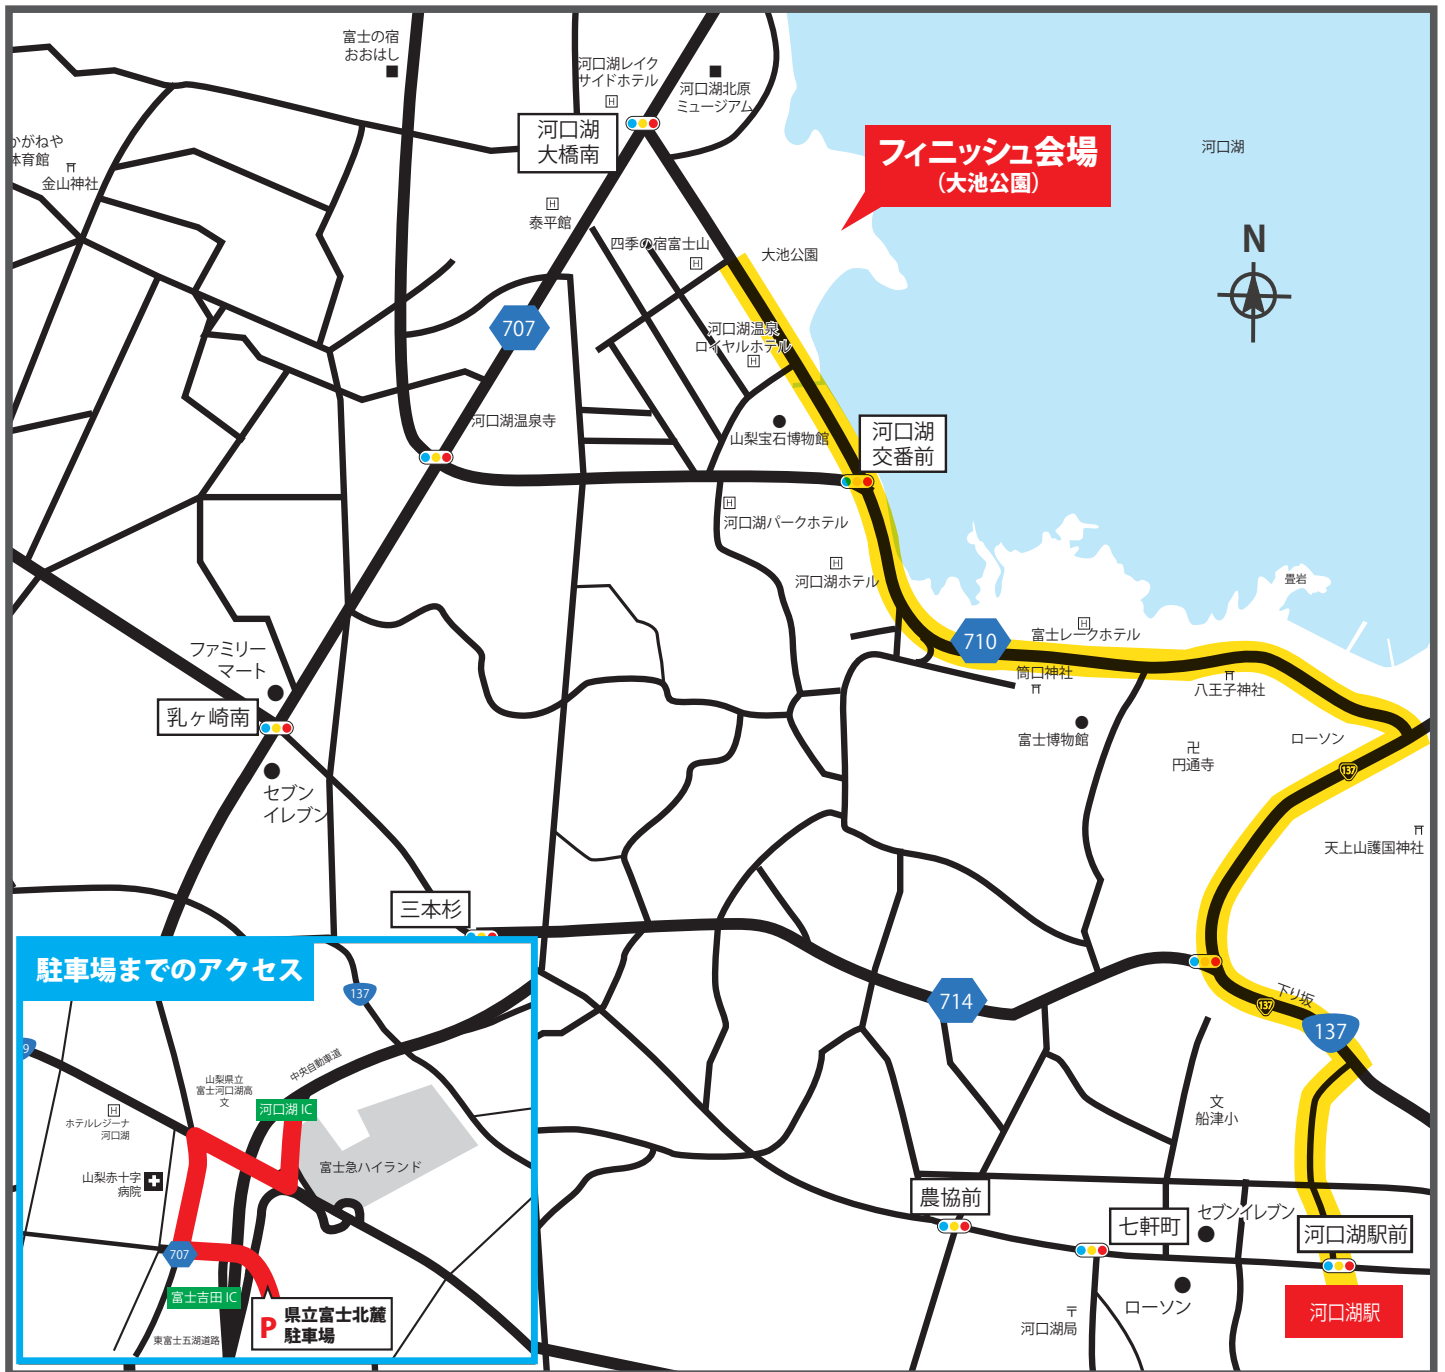 富士の宿
おおはし
河口湖レイク
サイドホテル
H
河口湖北原
ミュージアム
河口湖
大橋南
フィニッシュ会場
(大池公園)
河口湖
かがねや
体育館
金山神社
H
泰平館
四季の宿富士山
H
大池公園
N
707
河口湖温泉
ロイヤルホテル
H
河口湖温泉寺
山梨宝石博物館
河口湖
交番前
H
河口湖パークホテル
H
河口湖ホテル
畳岩
710
H
富士レークホテル
筒口神社
八王子神社
ファミリー
マート
乳ヶ崎南
富士博物館
卍
円通寺
ローソン
137
セブン
イレブン
天上山護国神社
三本杉
714
下り坂
137
137
文
船津小
農協前
七軒町
セブンイレブン
河口湖駅前
ローソン
〒
河口湖局
河口湖駅
駐車場までのアクセス
137
中央自動車道
9
山梨県立
富士河口湖高
文
河口湖 IC
H
ホテルレジーナ
河口湖
富士急ハイランド
山梨赤十字
病院
707
富士吉田 IC
P 県立富士北麓
駐車場
東富士五湖道路